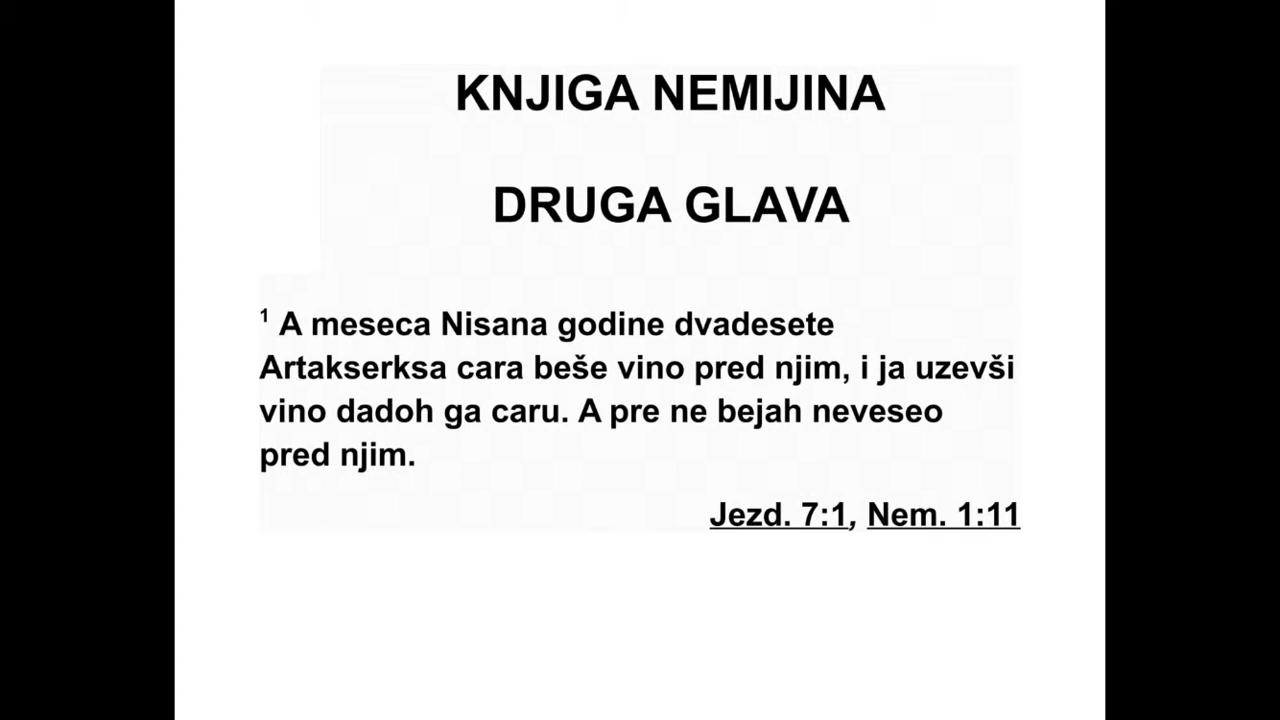 KNJIGA NEMIJINA
DRUGA GLAVA
¹ A meseca Nisana godine dvadesete
Artakserksa cara beše vino pred njim, i ja uzevši
vino dadoh ga caru. A pre ne bejah neveseo
pred njim.
Jezd. 7:1, Nem. 1:11